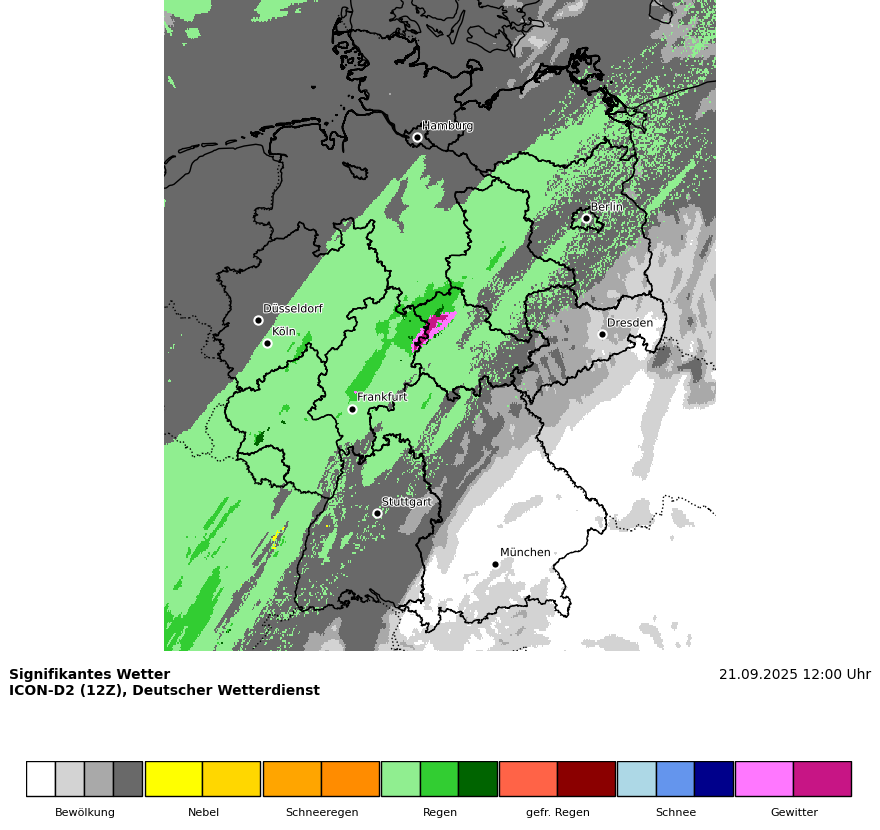 Hamburg
Berlin
Düsseldorf
Köln
Dresden
Frankfurt
Stuttgart
München
Signifikantes Wetter
21.09.2025 12:00 Uhr
ICON-D2 (12Z), Deutscher Wetterdienst
Bewölkung Nebel Schneeregen Regen gefr. Regen Schnee Gewitter